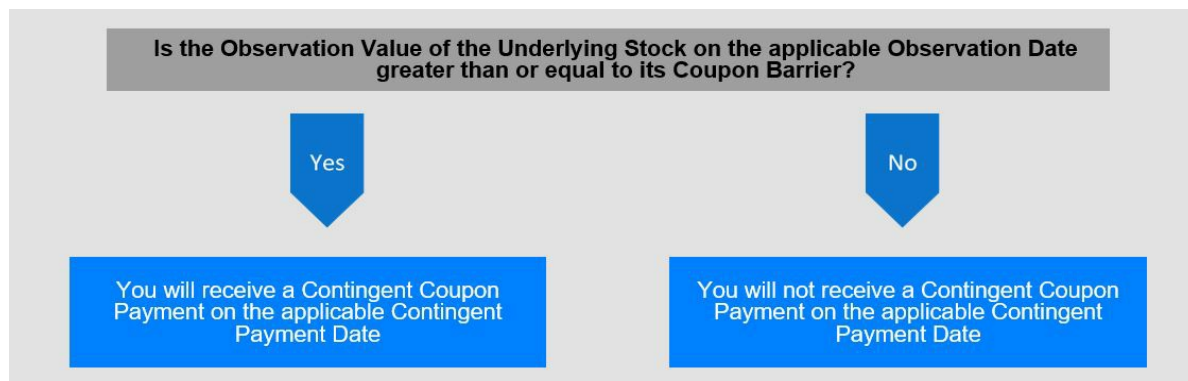 Is the Observation Value of the Underlying Stock on the applicable Observation Date
greater than or equal to its Coupon Barrier?
Yes
No
You will receive a Contingent Coupon
Payment on the applicable Contingent
Payment Date
You will not receive a Contingent Coupon
Payment on the applicable Contingent
Payment Date